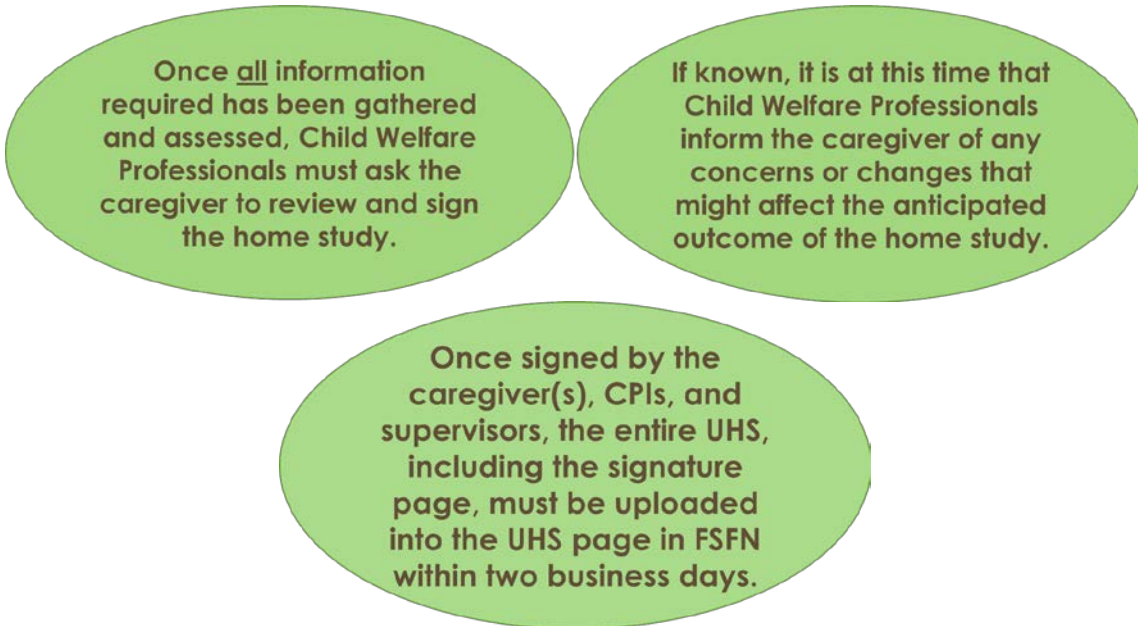 Once all information
required has been gathered
and assessed, Child Welfare
Professionals must ask the
caregiver to review and sign
the home study.
If known, it is at this time that
Child Welfare Professionals
inform the caregiver of any
concerns or changes that
might affect the anticipated
outcome of the home study.
Once signed by the
caregiver(s), CPIs, and
supervisors, the entire UHS,
including the signature
page, must be uploaded
into the UHS page in FSFN
within two business days.